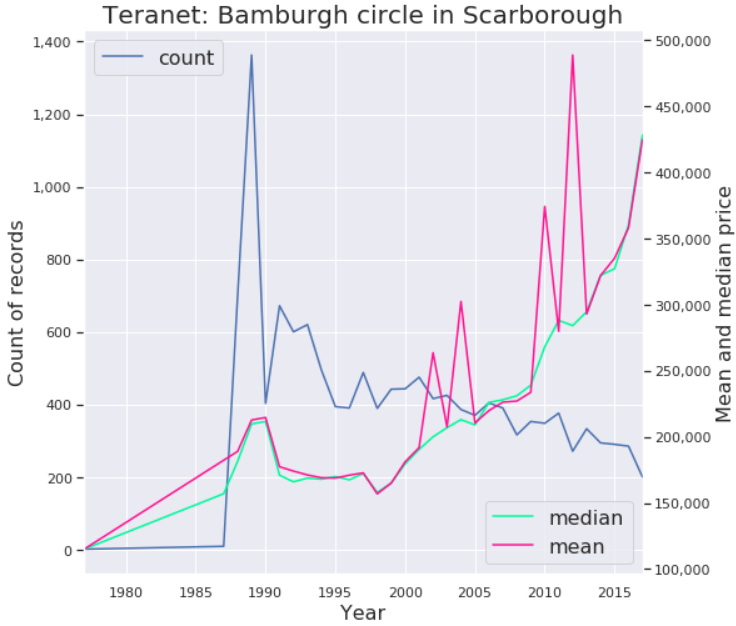 Teranet: Bamburgh circle in Scarborough
count
1,400
1,200
1,000
800
600
400
200
0
Count of records
500,000
450,000
400,000
350,000
300,000
250,000
200,000
150,000
100,000
Mean and median price
median
mean
1980 1985 1990 1995 2000 2005 2010 2015
Year